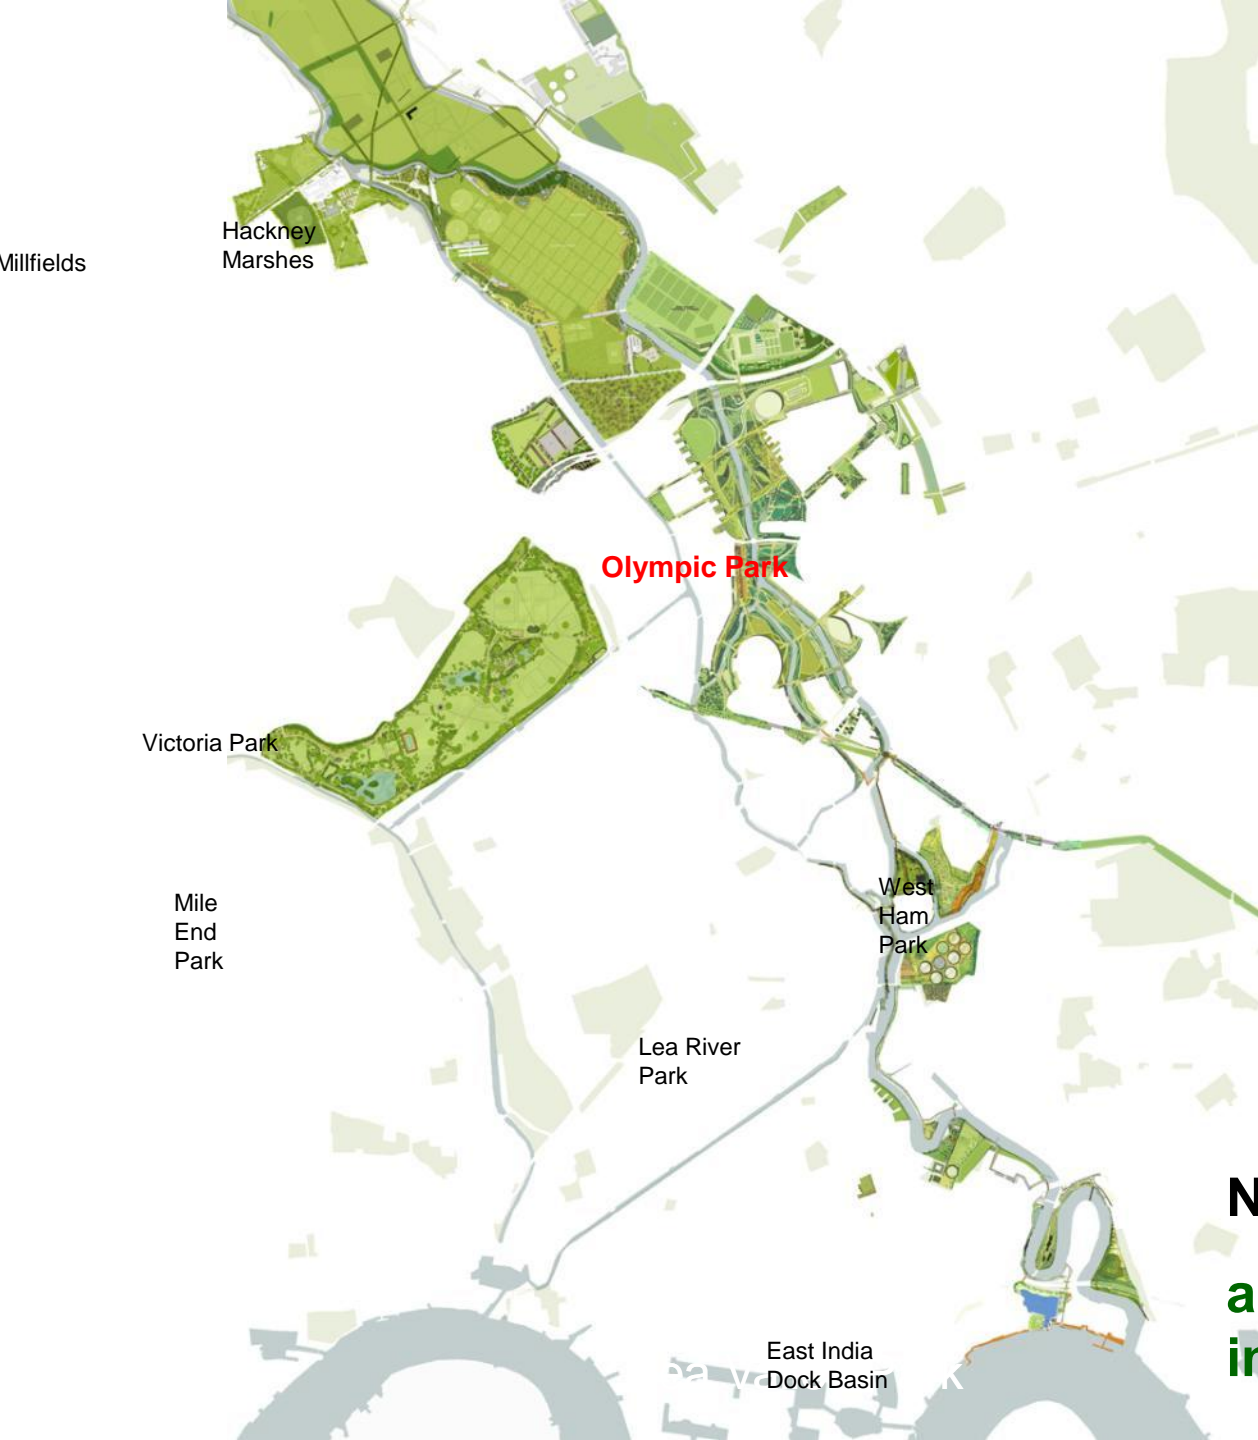 Hackney
Marshes
Millfields
Olympic Park
Victoria Park
West
Ham
Park
Mile
End
Park
Lea River
Park
N
a
in
East India
Dock Basin